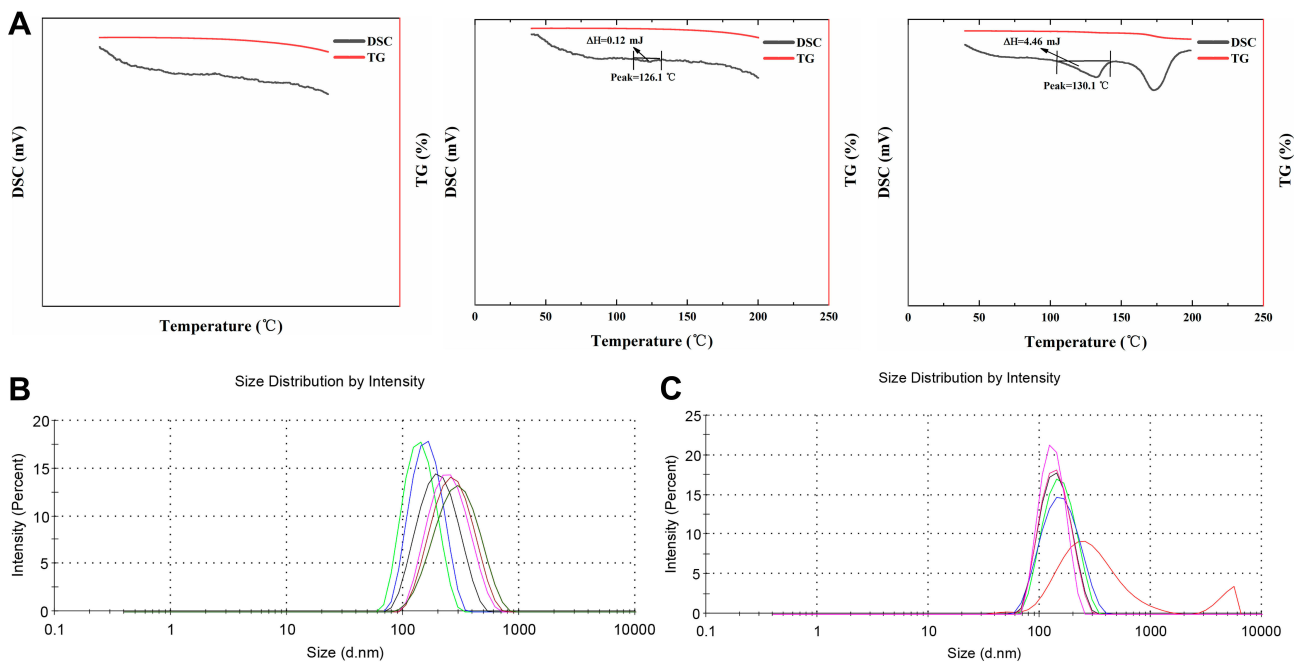 A
DSC
TG
DSC (mV)
TG (%)
Temperature (℃)
ΔH=0.12 mJ
DSC
TG
Peak=126.1 ℃
DSC (mV)
TG (%)
0
50
100
150
200
250
Temperature (℃)
ΔH=4.46 mJ
DSC
TG
Peak=130.1 ℃
TG (%)
0
50
100
150
200
250
Temperature (℃)
B
Size Distribution by Intensity
Intensity (Percent)
20
15
10
5
0
0.1
1
10
100
1000
10000
Size (d.nm)
C
Size Distribution by Intensity
Intensity (Percent)
25
20
15
10
5
0
0.1
1
10
100
1000
10000
Size (d.nm)